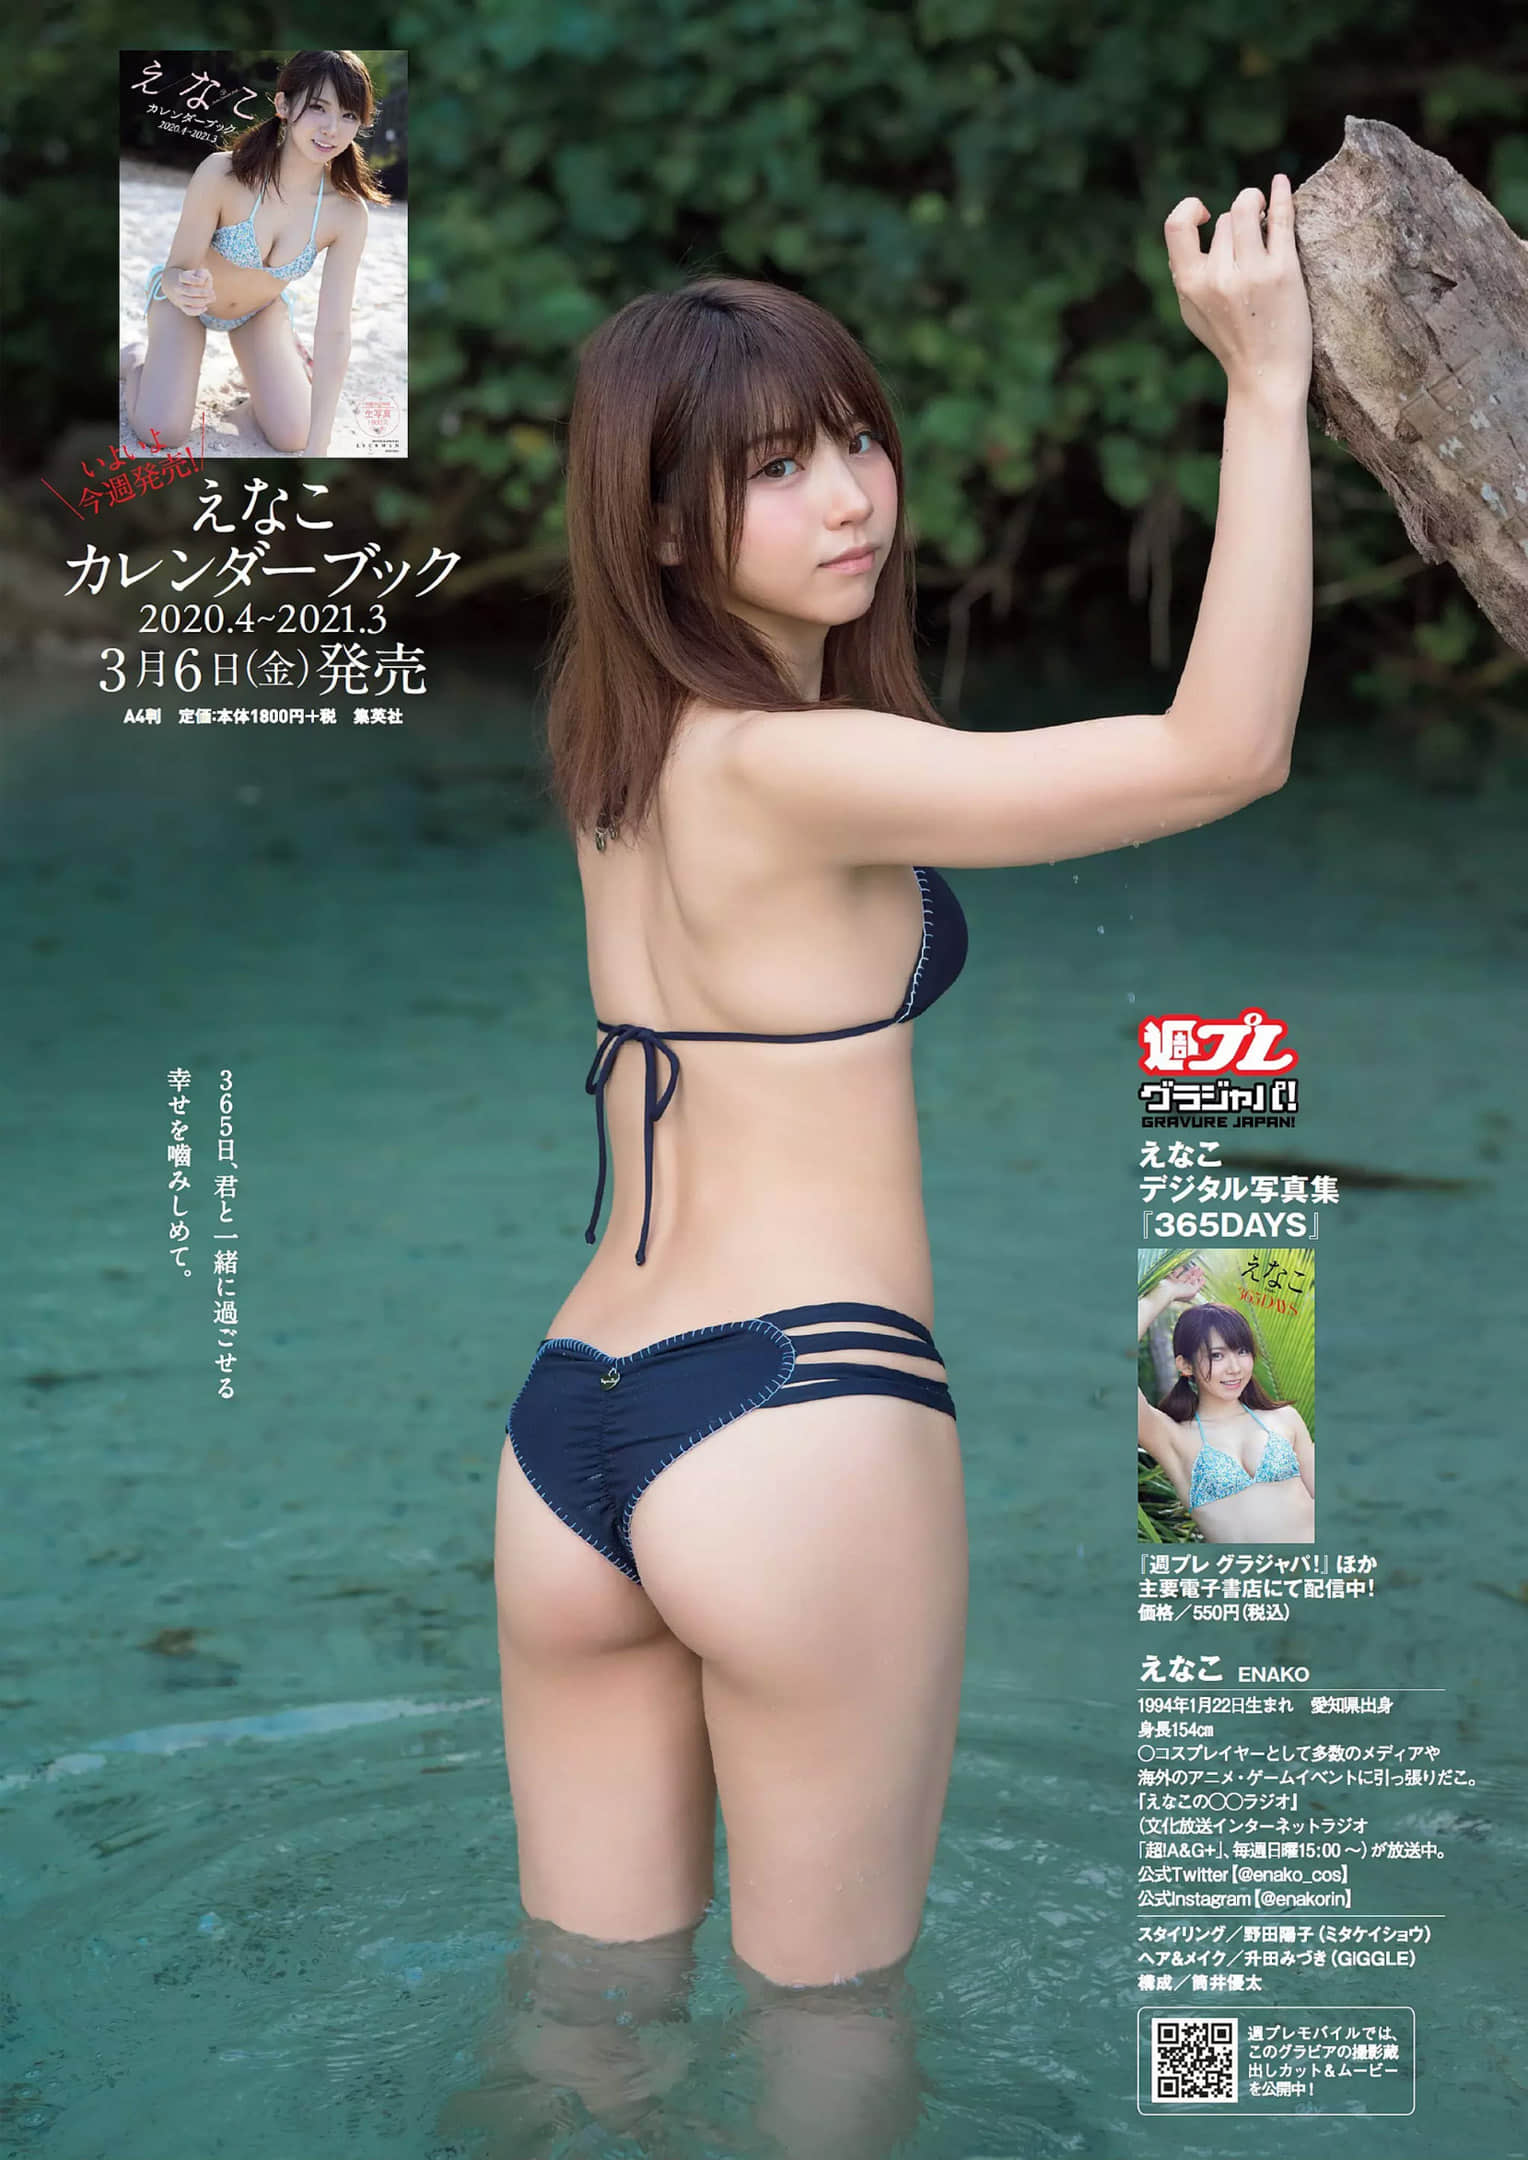 えなこ
カレンダーブック
2020.4~2021.3
生写真
いよいよ
今週発売!
えなこ
カレンダーブック
2020.4~2021.3
3月6日(金)発売
A4判 定価:本体1800円+税 集英社
365日、君と一緒に過ごせる
幸せを噛みしめて。
週プレ
グラジャパ!
GRAVURE JAPAN!
えなこ
デジタル写真集
『365DAYS』
えなこ
365DAYS
『週プレ グラジャパ!』ほか
主要電子書店にて配信中!
価格/550円(税込)
えなこ ENAKO
1994年1月22日生まれ 愛知県出身
身長154㎝
○コスプレイヤーとして多数のメディアや
海外のアニメ・ゲームイベントに引っ張りだこ。
『えなこの○○ラジオ』
(文化放送インターネットラジオ
「超!A&G+」、毎週日曜15:00~)が放送中。
公式Twitter【@enako_cos】
公式Instagram【@enakorin】
スタイリング/野田陽子(ミタケイショウ)
ヘア&メイク/升田みづき(GiGGLE)
構成/筒井優太
週プレモバイルでは、
このグラビアの撮影蔵
出しカット&ムービー
を公開中!